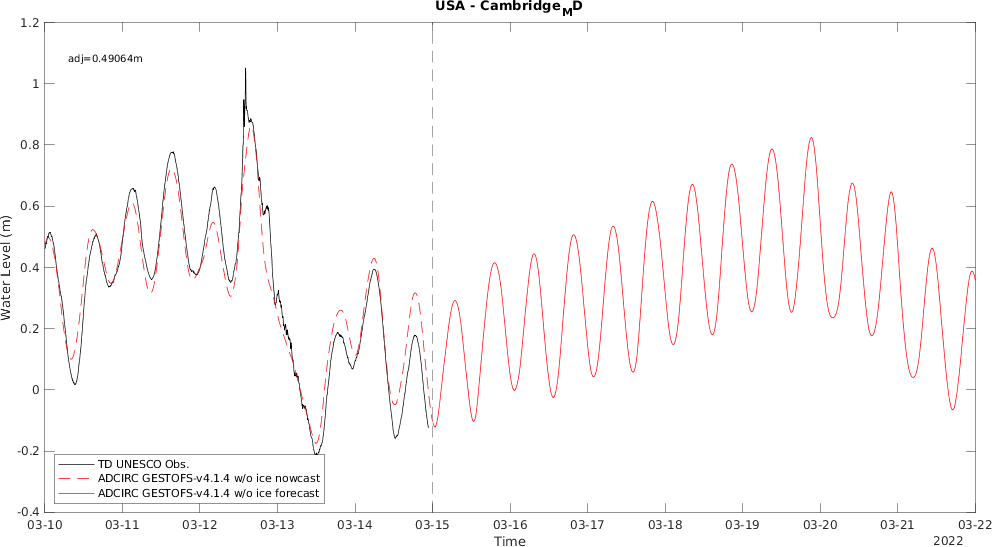 USA - Cambridge_MD
adj=0.49064m
1.2
1
0.8
0.6
0.4
0.2
0
-0.2
-0.4
Water Level (m)
TD UNESCO Obs.
ADCIRC GESTOFS-v4.1.4 w/o ice nowcast
ADCIRC GESTOFS-v4.1.4 w/o ice forecast
03-10 03-11 03-12 03-13 03-14 03-15 03-16 03-17 03-18 03-19 03-20 03-21 03-22
Time
2022